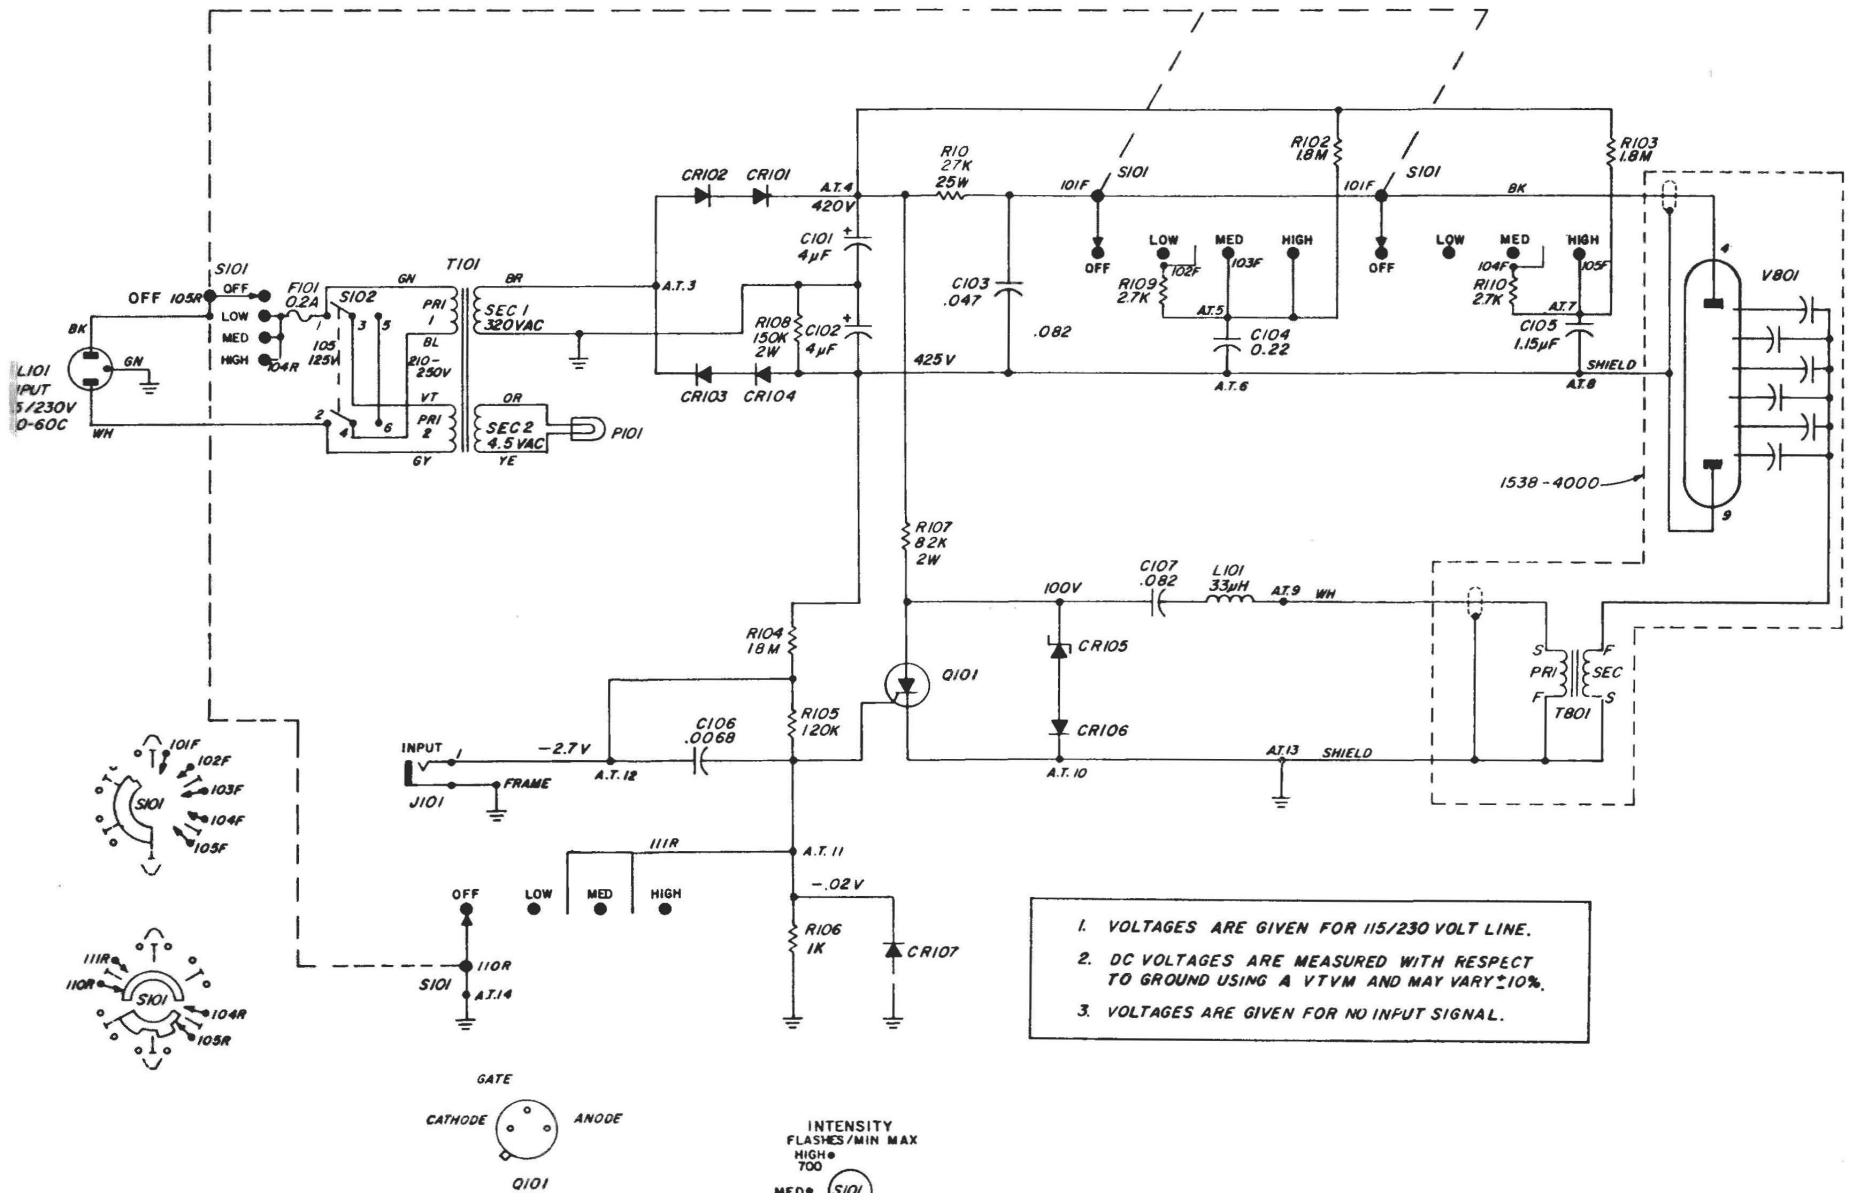 R102
1.8M
R103
1.8M
R10
27K
25W
S101
S101
CR102
CR101
A.T.4
420V
101F
101F
BK
C101
4µF
LOW
MED
HIGH
OFF
102F
103F
LOW
MED
HIGH
OFF
104F
105F
4
V801
T101
S101
OFF
OFF 105R
LOW
MED
HIGH
104R
F101
0.2A
S102
1
3
5
105
125V
GN
PRI
1
BL
210-
250V
BR
SEC 1
320VAC
A.T.3
R108
150K
2W
C102
4µF
C103
.047
.082
R109
2.7K
A.T.5
C104
0.22
R110
2.7K
A.T.7
C105
1.15µF
BK
GN
L101
PUT
5/230V
0-60C
WH
425V
CR103
CR104
A.T.6
A.T.8
SHIELD
2
4
6
VT
PRI
2
GY
OR
SEC 2
4.5 VAC
YE
P101
1538-4000
9
R107
82K
2W
100V
C107
.082
L101
33µH
A.T.9
WH
R104
18M
Q101
CR105
S
F
PRI
SEC
F
S
T801
R105
120K
C106
.0068
CR106
INPUT
1
-2.7V
A.T.12
FRAME
J101
A.T.10
A.T.13
SHIELD
101F
102F
103F
104F
105F
S101
111R
A.T.11
OFF
LOW
MED
HIGH
-.02V
R106
1K
CR107
110R
S101
A.T.14
111R
110R
S101
104R
105R
1. VOLTAGES ARE GIVEN FOR 115/230 VOLT LINE.
2. DC VOLTAGES ARE MEASURED WITH RESPECT
TO GROUND USING A VTVM AND MAY VARY ±10%.
3. VOLTAGES ARE GIVEN FOR NO INPUT SIGNAL.
GATE
CATHODE
ANODE
Q101
INTENSITY
FLASHES/MIN MAX
HIGH
700
MED
S101